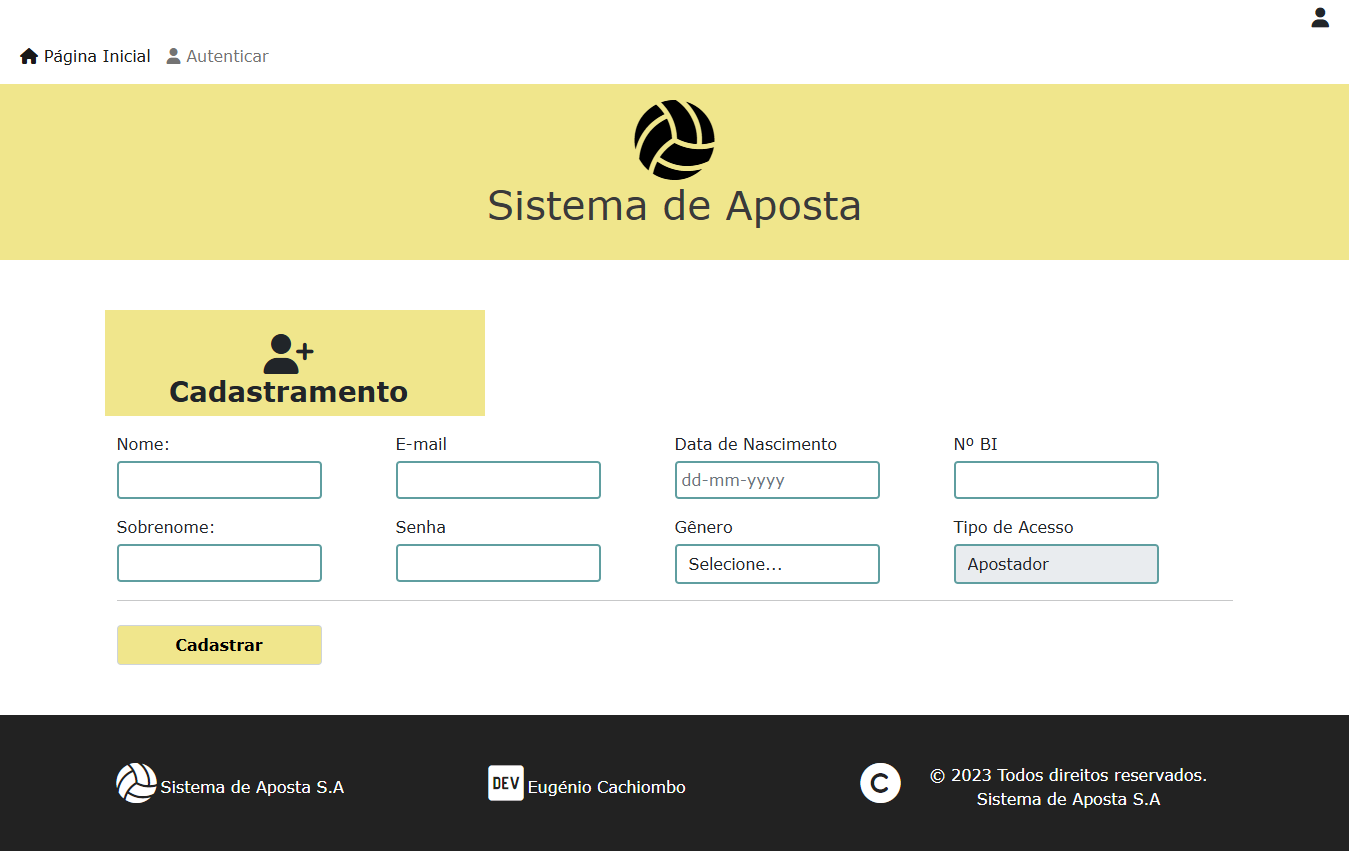 Página Inicial Autenticar
Sistema de Aposta
Cadastramento
Nome: E-mail Data de Nascimento Nº BI
dd-mm-yyyy
Sobrenome: Senha Gênero Tipo de Acesso
Selecione... Apostador
Cadastrar
Sistema de Aposta S.A
DEV Eugénio Cachiombo
C © 2023 Todos direitos reservados.
Sistema de Aposta S.A